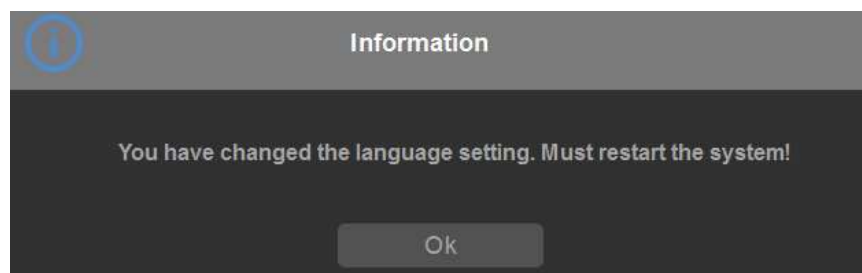 Information
You have changed the language setting. Must restart the system!
Ok